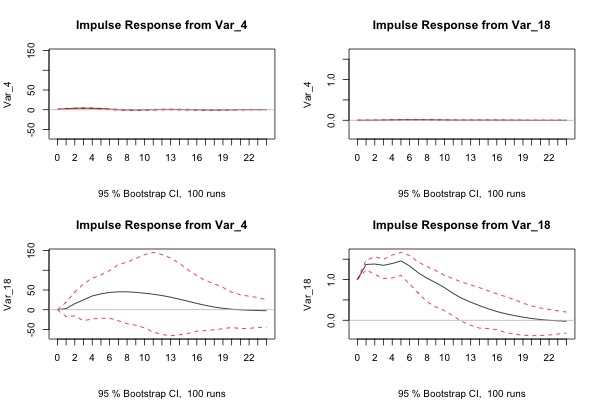 Impulse Response from Var_4
Var_4
150
50
0
-50
0 2 4 6 8 10 13 16 19 22
95 % Bootstrap CI, 100 runs
Impulse Response from Var_18
Var_4
1.0
0.0
0 2 4 6 8 10 13 16 19 22
95 % Bootstrap CI, 100 runs
Impulse Response from Var_4
Var_18
150
50
0
-50
0 2 4 6 8 10 13 16 19 22
95 % Bootstrap CI, 100 runs
Impulse Response from Var_18
Var_18
1.0
0.0
0 2 4 6 8 10 13 16 19 22
95 % Bootstrap CI, 100 runs